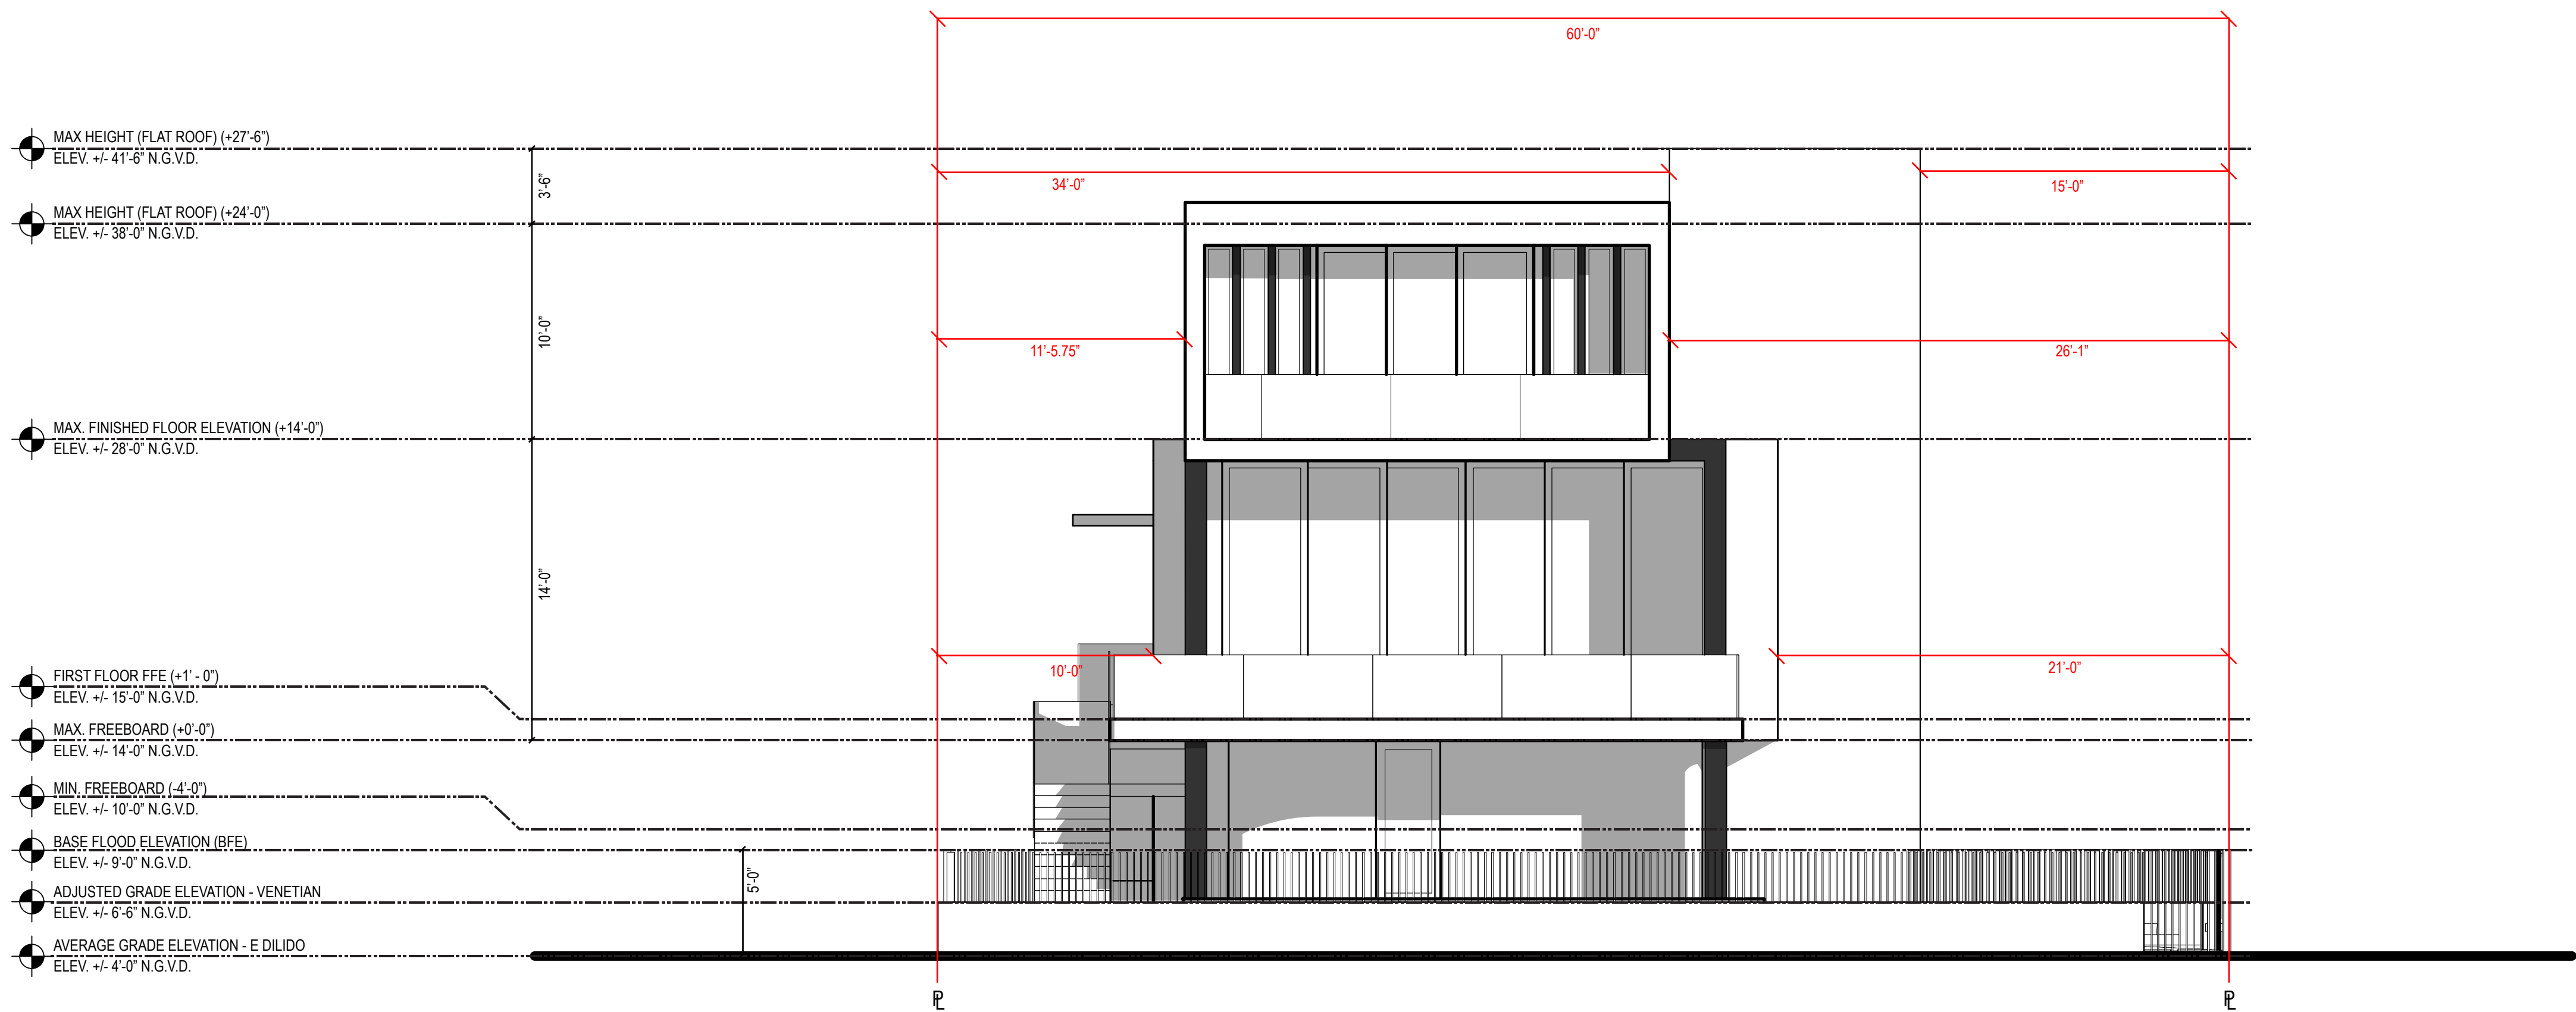 60’-0”
MAX HEIGHT (FLAT ROOF) (+27’-6”)
ELEV. +/- 41’-6” N.G.V.D.
3’-6”
34’-0”
15’-0”
MAX HEIGHT (FLAT ROOF) (+24’-0”)
ELEV. +/- 38’-0” N.G.V.D.
10’-0”
11’-5.75”
26’-1”
MAX. FINISHED FLOOR ELEVATION (+14’-0”)
ELEV. +/- 28’-0” N.G.V.D.
14’-0”
10’-0”
21’-0”
FIRST FLOOR FFE (+1’ - 0”)
ELEV. +/- 15’-0” N.G.V.D.
MAX. FREEBOARD (+0’-0”)
ELEV. +/- 14’-0” N.G.V.D.
MIN. FREEBOARD (-4’-0”)
ELEV. +/- 10’-0” N.G.V.D.
BASE FLOOD ELEVATION (BFE)
ELEV. +/- 9’-0” N.G.V.D.
5’-0”
ADJUSTED GRADE ELEVATION - VENETIAN
ELEV. +/- 6’-6” N.G.V.D.
AVERAGE GRADE ELEVATION - E DILIDO
ELEV. +/- 4’-0” N.G.V.D.
PL
PL